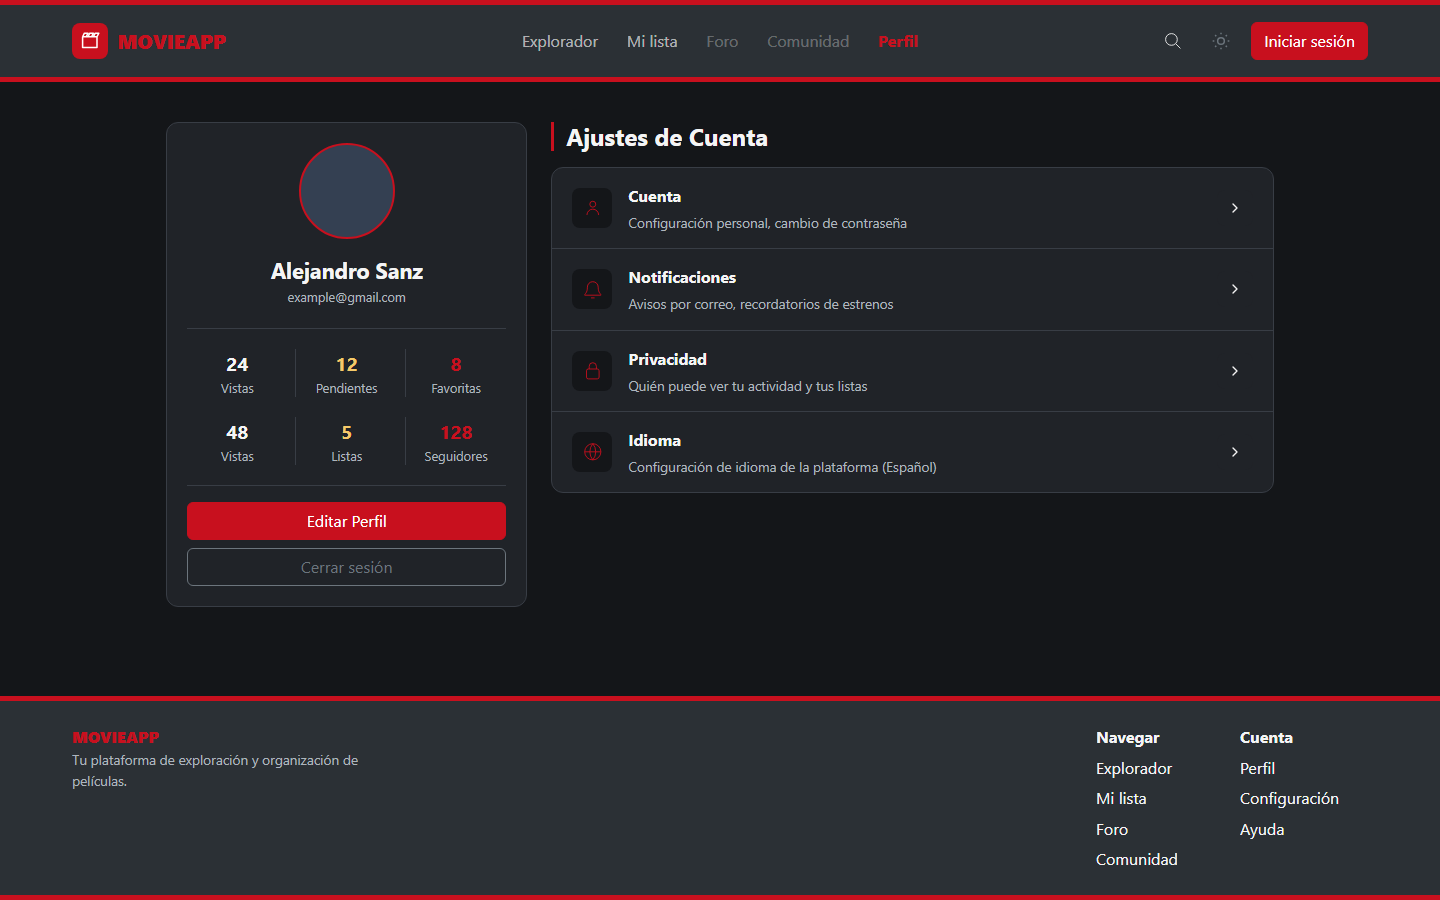 MOVIEAPP
Explorador
Mi lista
Foro
Comunidad
Perfil
Iniciar sesión
Alejandro Sanz
example@gmail.com
24
Vistas
12
Pendientes
8
Favoritas
48
Vistas
5
Listas
128
Seguidores
Editar Perfil
Cerrar sesión
Ajustes de Cuenta
Cuenta
Configuración personal, cambio de contraseña
Notificaciones
Avisos por correo, recordatorios de estrenos
Privacidad
Quién puede ver tu actividad y tus listas
Idioma
Configuración de idioma de la plataforma (Español)
MOVIEAPP
Tu plataforma de exploración y organización de
películas.
Navegar
Explorador
Mi lista
Foro
Comunidad
Cuenta
Perfil
Configuración
Ayuda